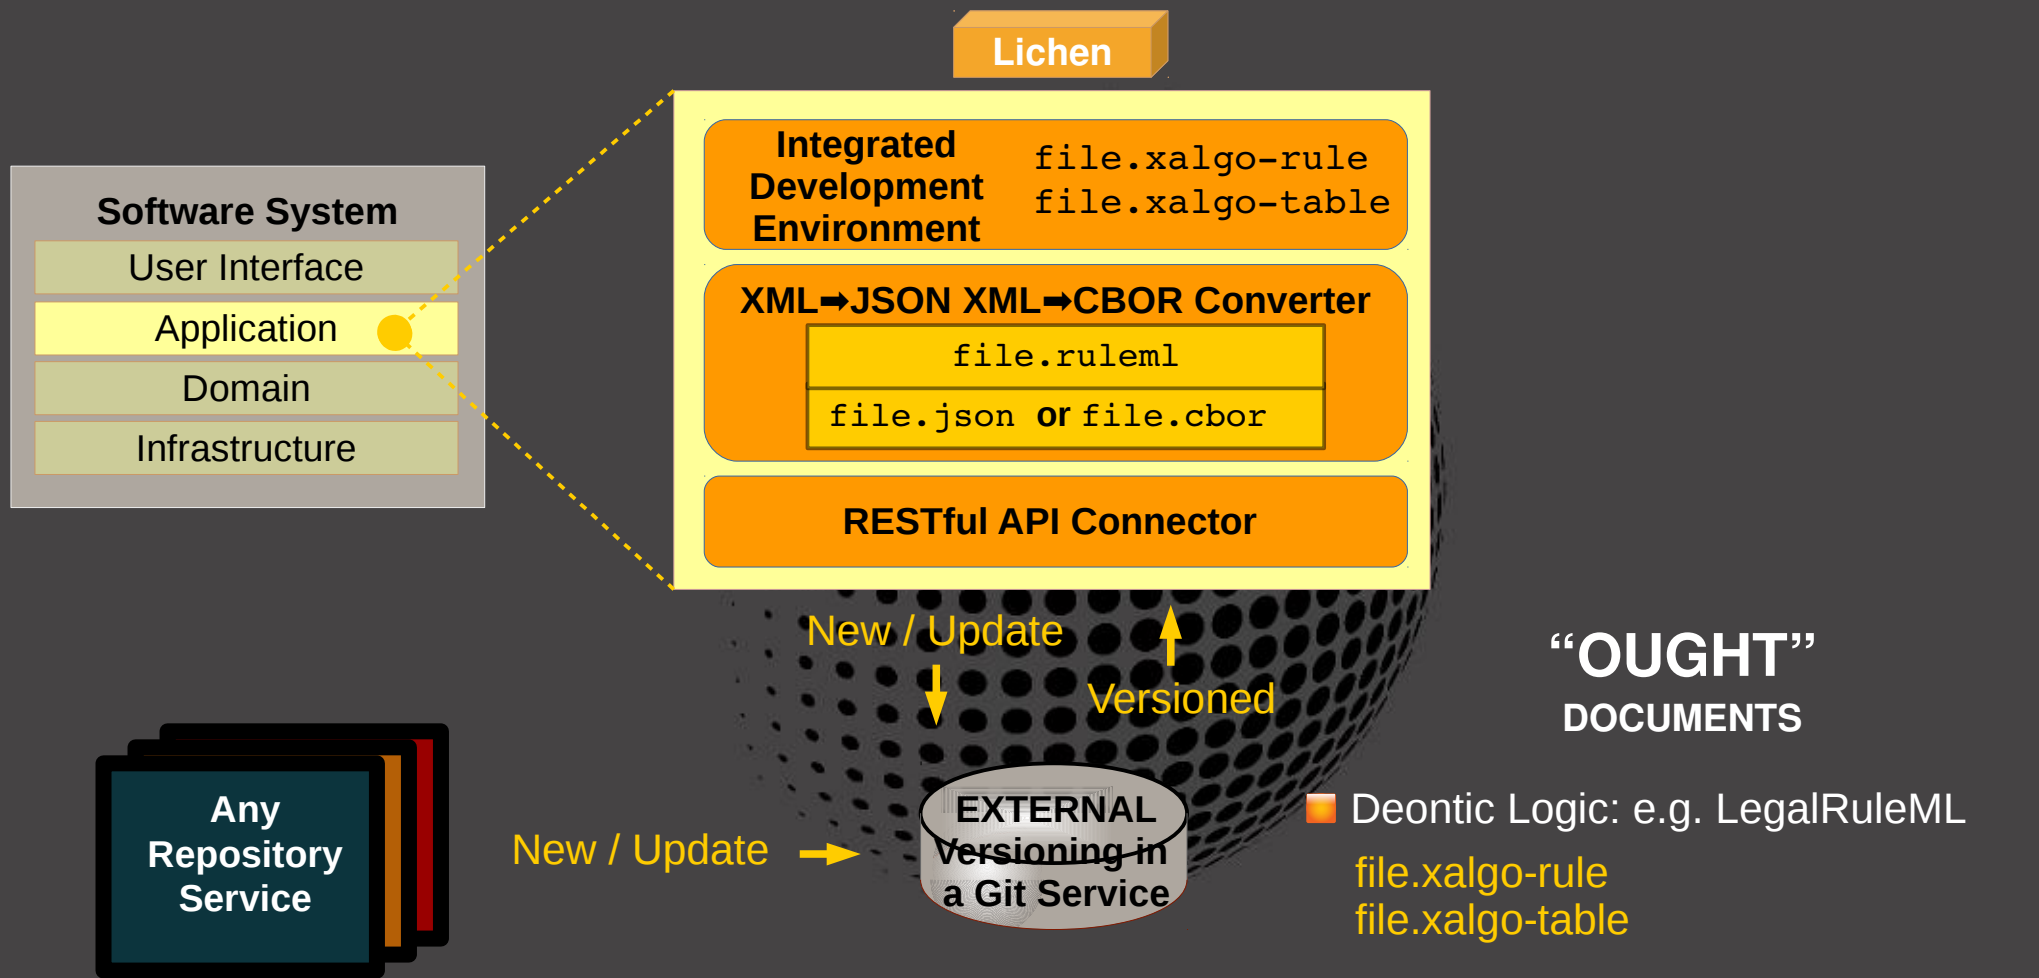 Lichen
Software System
User Interface
Application
Domain
Infrastructure
Integrated
Development
Environment
file.xalgo-rule
file.xalgo-table
XML➡JSON XML➡CBOR Converter
file.ruleml
file.json or file.cbor
RESTful API Connector
New / Update
Versioned
“OUGHT”
DOCUMENTS
Any
Repository
Service
New / Update
EXTERNAL
Versioning in
a Git Service
Deontic Logic: e.g. LegalRuleML
file.xalgo-rule
file.xalgo-table